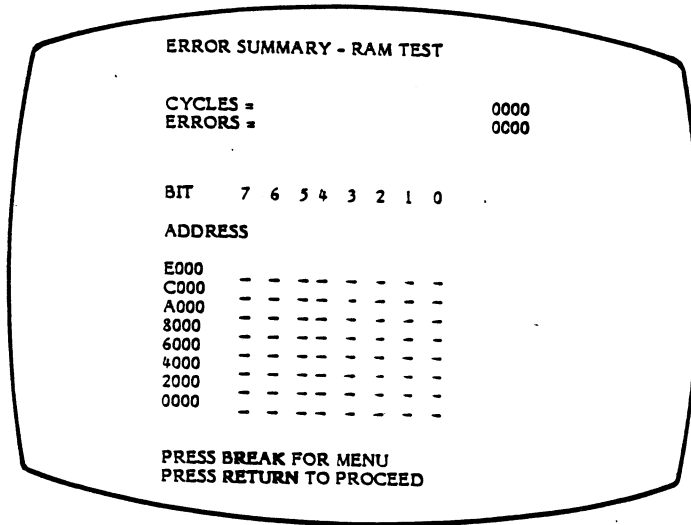 ERROR SUMMARY - RAM TEST
CYCLES = 0000
ERRORS = 0000
BIT 7 6 5 4 3 2 1 0
ADDRESS
E000 - - - - - - - -
C000 - - - - - - - -
A000 - - - - - - - -
8000 - - - - - - - -
6000 - - - - - - - -
4000 - - - - - - - -
2000 - - - - - - - -
0000 - - - - - - - -
PRESS BREAK FOR MENU
PRESS RETURN TO PROCEED